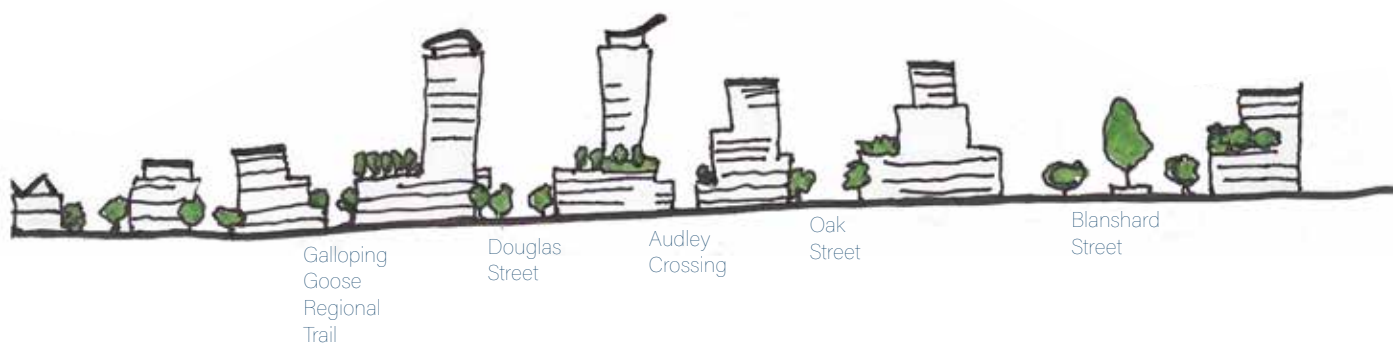 Galloping
Goose
Regional
Trail
Douglas
Street
Audley
Crossing
Oak
Street
Blanshard
Street